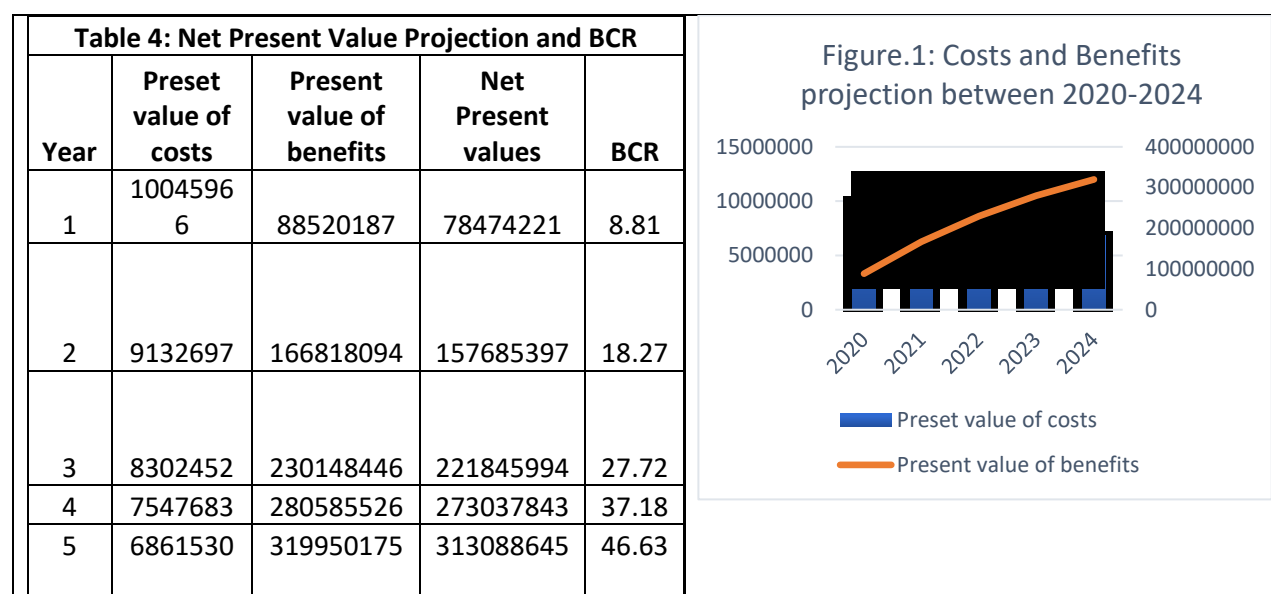 Table 4: Net Present Value Projection and BCR
Year
Preset
value of
costs
Present
value of
benefits
Net
Present
values
BCR
1
1004596
6
88520187
78474221
8.81
2
9132697
166818094
157685397
18.27
3
8302452
230148446
221845994
27.72
4
7547683
280585526
273037843
37.18
5
6861530
319950175
313088645
46.63
Figure.1: Costs and Benefits
projection between 2020-2024
15000000
10000000
5000000
0
400000000
300000000
200000000
100000000
0
2020
2021
2022
2023
2024
Preset value of costs
Present value of benefits